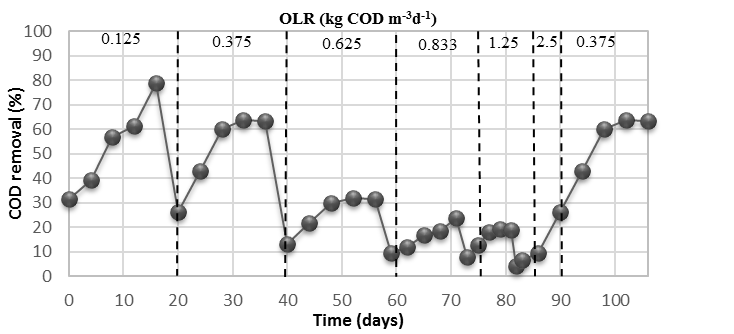 OLR (kg COD m⁻³d⁻¹)
0.125 0.375 0.625 0.833 1.25 2.5 0.375
COD removal (%)
100
90
80
70
60
50
40
30
20
10
0
0 10 20 30 40 50 60 70 80 90 100
Time (days)